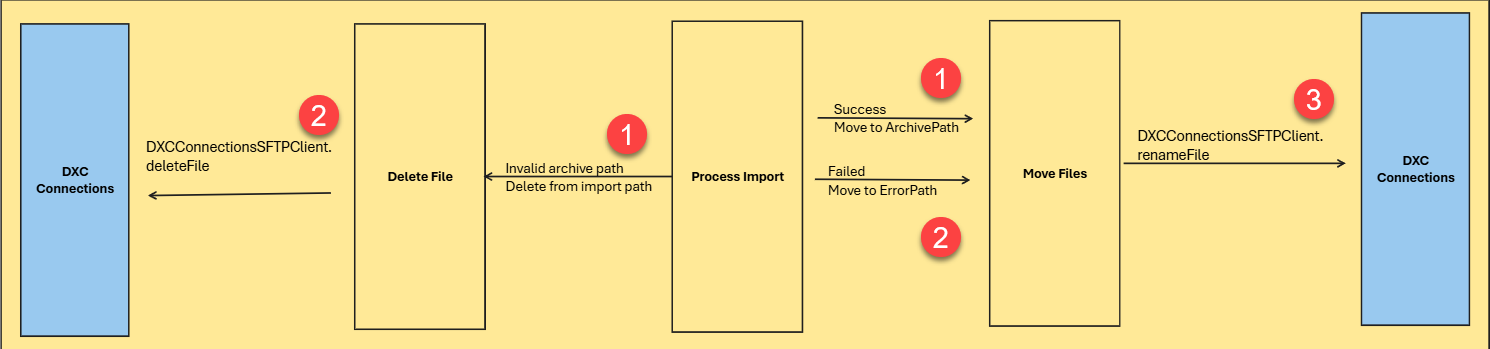 DXC
Connections
2
DXCConnectionsSFTPClient.
deleteFile
Delete File
1
Invalid archive path
Delete from import path
Process Import
1
Success
Move to ArchivePath
Failed
Move to ErrorPath
2
Move Files
3
DXCConnectionsSFTPClient.
renameFile
DXC
Connections